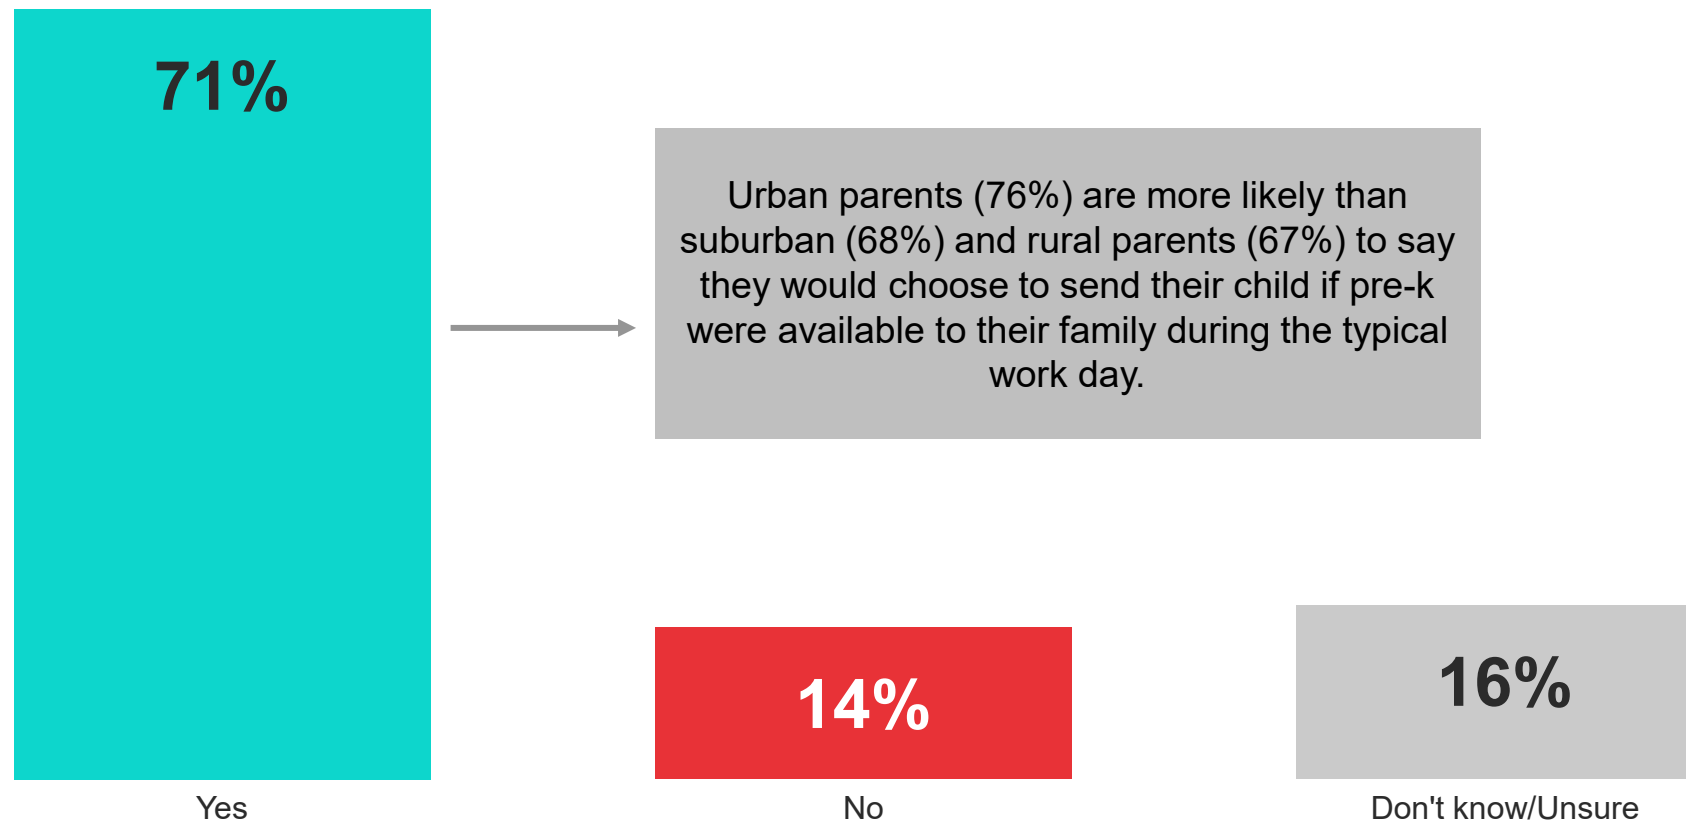 71%
Urban parents (76%) are more likely than
suburban (68%) and rural parents (67%) to say
they would choose to send their child if pre-k
were available to their family during the typical
work day.
14%
16%
Yes
No
Don't know/Unsure